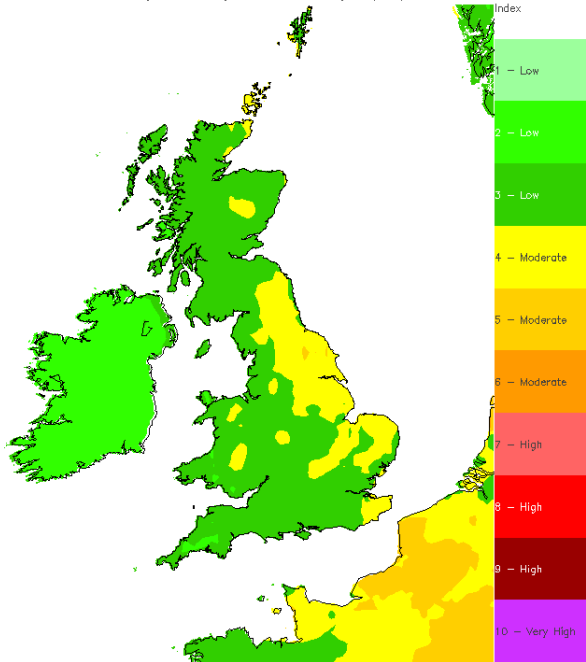 Index
1 - Low
2 - Low
3 - Low
4 - Moderate
5 - Moderate
6 - Moderate
7 - High
8 - High
9 - High
10 - Very High